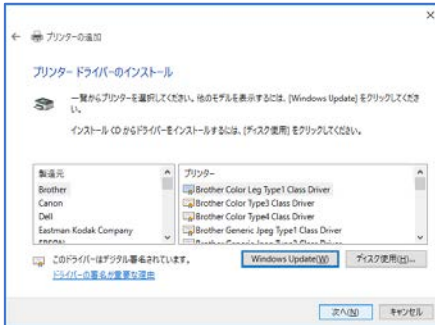 プリンターの追加
プリンター ドライバーのインストール
一覧からプリンターを選択してください。他のモデルを表示するには、[Windows Update] をクリックしてください。
インストール CD からドライバーをインストールするには、[ディスク使用] をクリックしてください。
製造元
Brother
Canon
Dell
Eastman Kodak Company
EPSON
プリンター
Brother Color Leg Type1 Class Driver
Brother Color Type3 Class Driver
Brother Color Type4 Class Driver
Brother Generic Jpeg Type1 Class Driver
Brother Generic Jpeg Type2 Class Driver
このドライバーはデジタル署名されています。
ドライバーの署名が重要な理由
Windows Update(W)
ディスク使用(H)...
次へ(N)
キャンセル